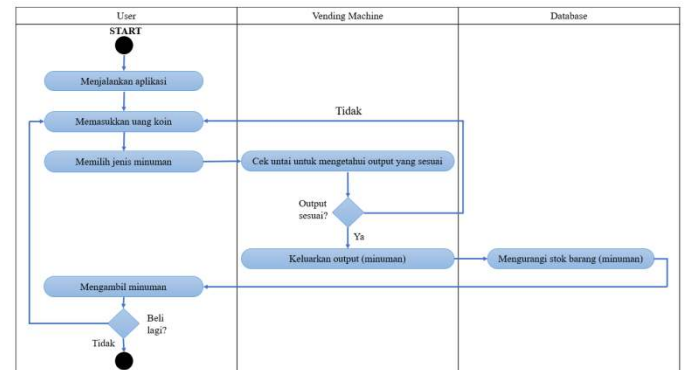 User
Vending Machine
Database
START
Menjalankan aplikasi
Memasukkan uang koin
Tidak
Memilih jenis minuman
Cek untai untuk mengetahui output yang sesuai
Output
sesuai?
Ya
Keluarkan output (minuman)
Mengurangi stok barang (minuman)
Mengambil minuman
Beli
lagi?
Tidak